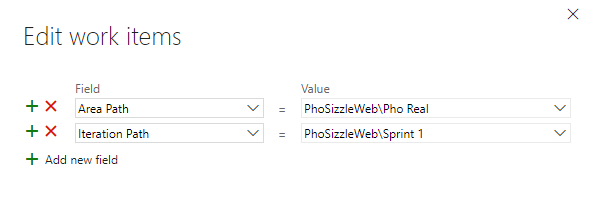 Edit work items
Field Value
Area Path = PhoSizzleWeb\Pho Real
Iteration Path = PhoSizzleWeb\Sprint 1
Add new field